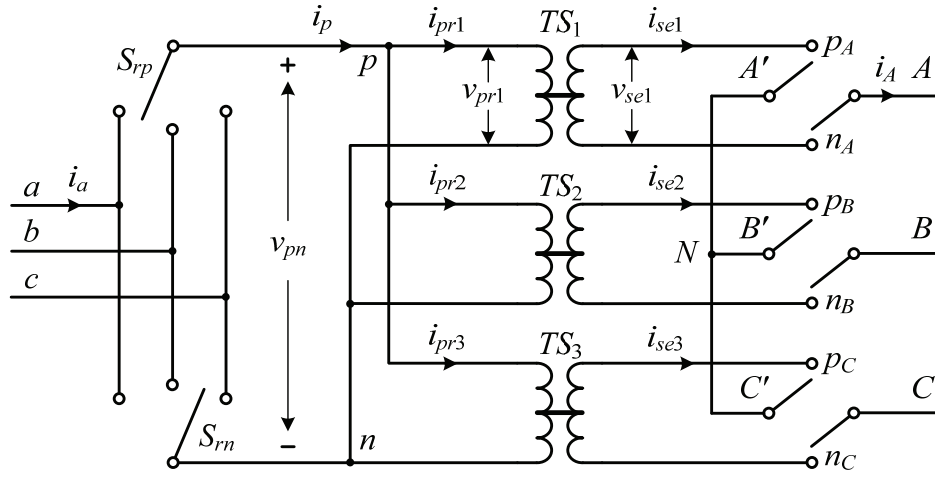 i_p i_pr1 TS_1 i_se1 p_A
S_rp p A′ i_A A
+ v_pr1 v_se1
n_A
i_pr2 TS_2 i_se2 p_B
a i_a
b v_pn N B′ B
c n_B
i_pr3 TS_3 i_se3 p_C
C′ C
S_rn − n n_C